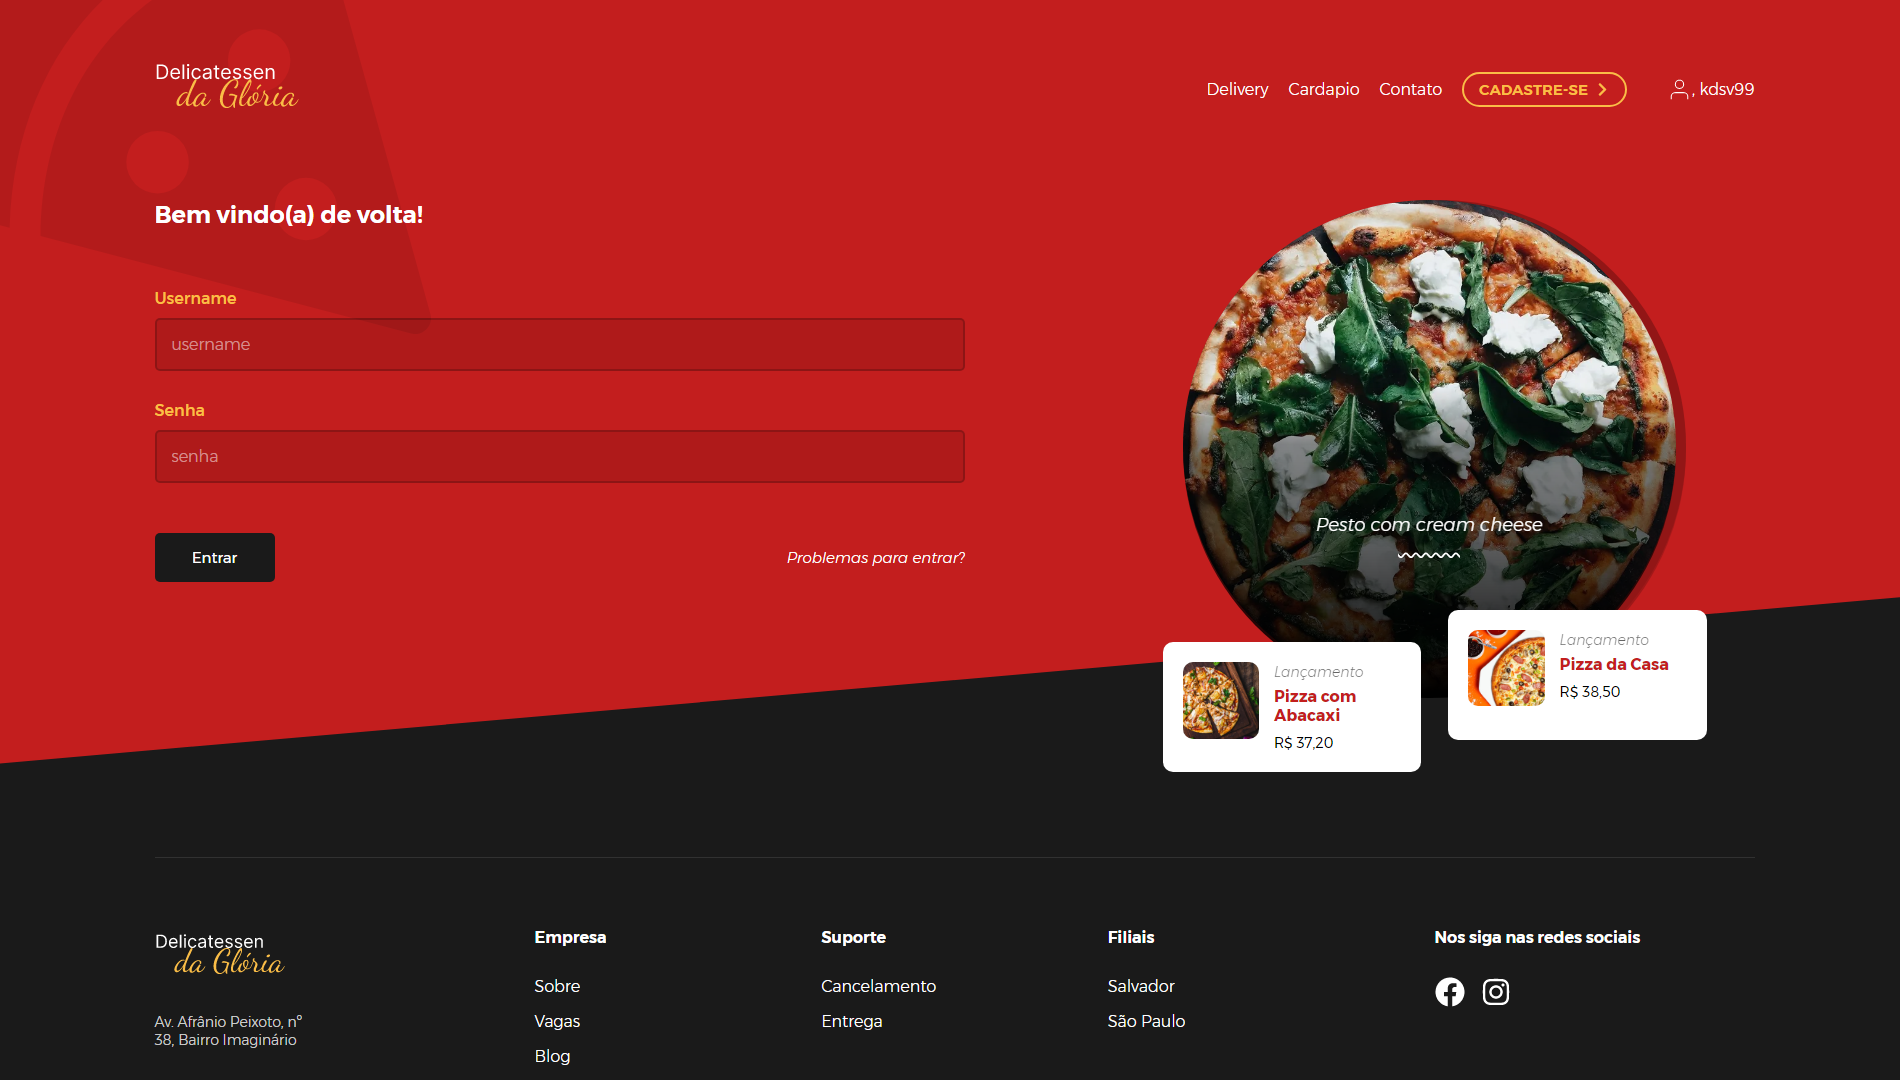 Delicatessen
da Glória
Delivery Cardapio Contato CADASTRE-SE , kdsv99
Bem vindo(a) de volta!
Username
username
Senha
senha
Entrar
Problemas para entrar?
Pesto com cream cheese
Lançamento
Pizza com
Abacaxi
R$ 37,20
Lançamento
Pizza da Casa
R$ 38,50
Delicatessen
da Glória
Av. Afrânio Peixoto, nº
38, Bairro Imaginário
Empresa
Sobre
Vagas
Blog
Suporte
Cancelamento
Entrega
Filiais
Salvador
São Paulo
Nos siga nas redes sociais